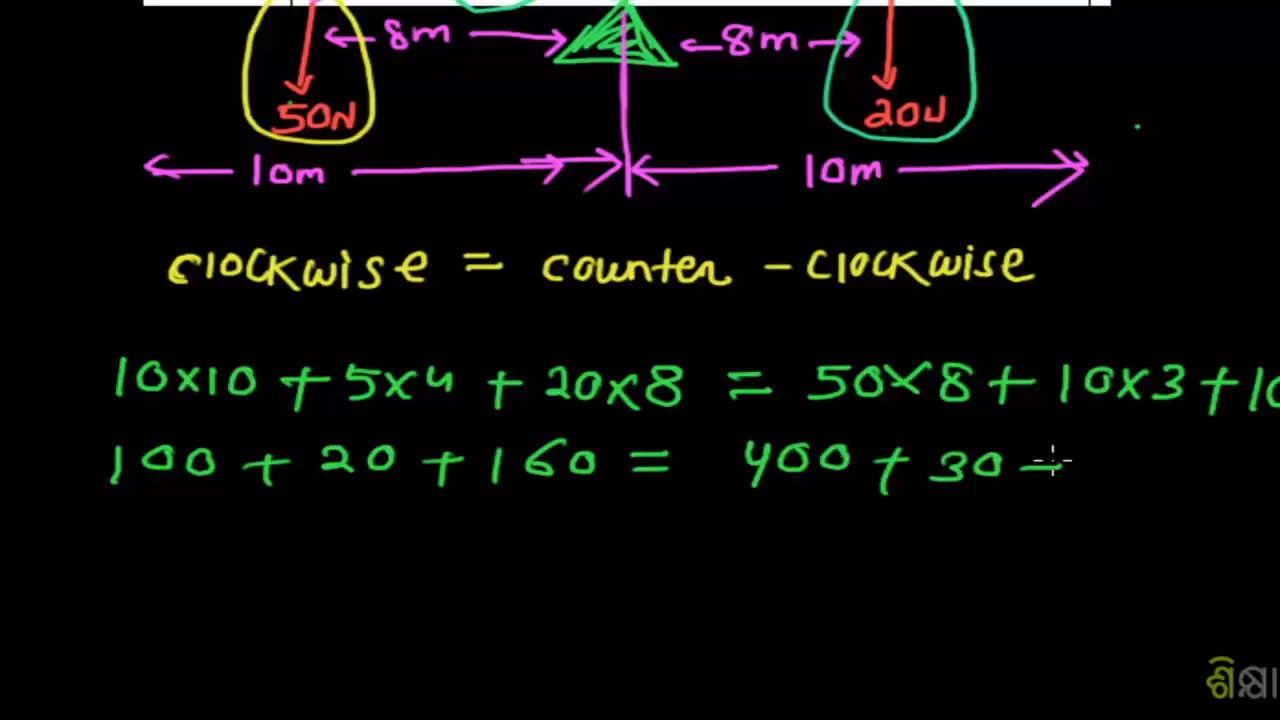 8m 8m
50N 20N
10m 10m
clockwise = counter - clockwise
10x10 + 5x4 + 20x8 = 50x8 + 10x3 + 10
100 + 20 + 160 = 400 + 30 -
ଶିକ୍ଷା